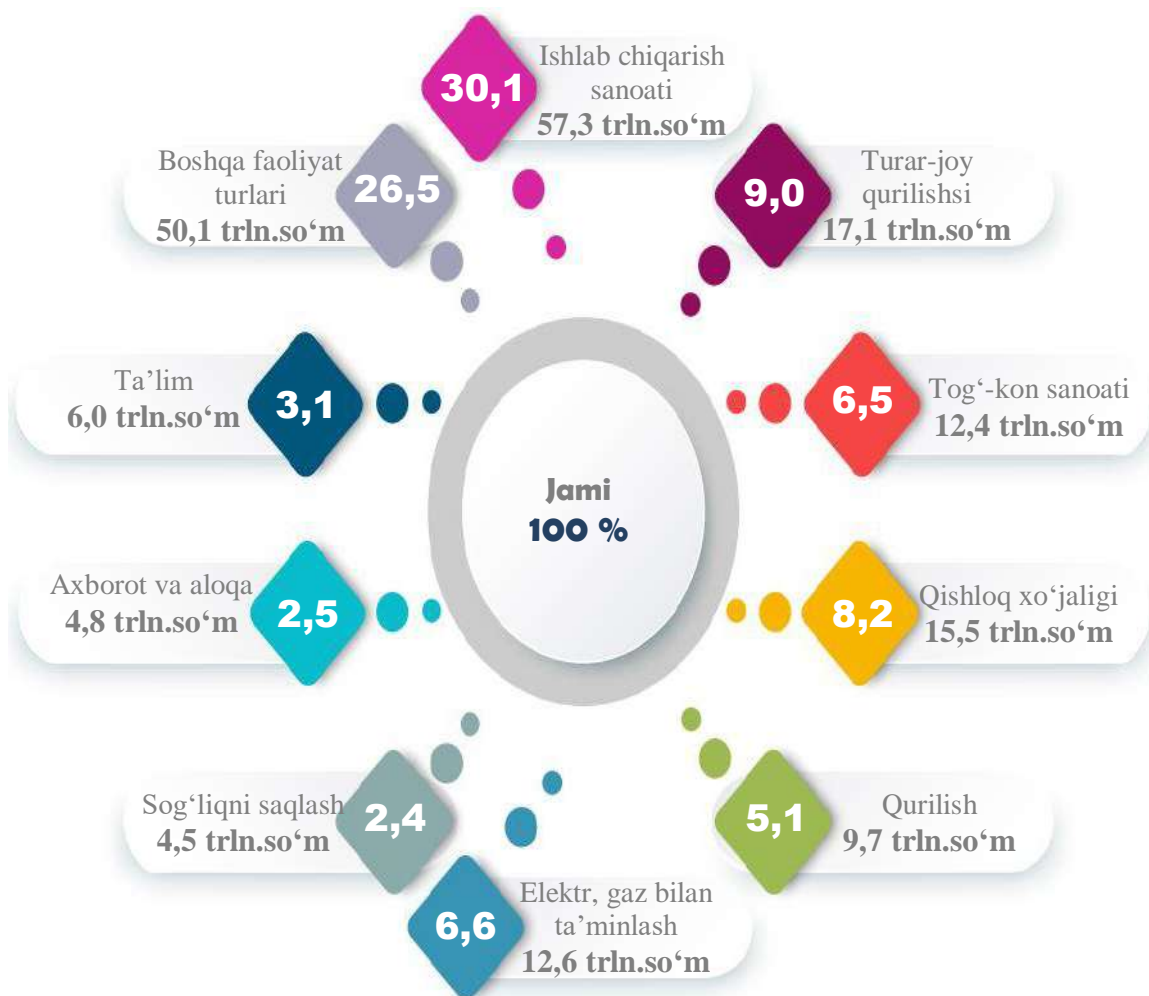 30,1
Ishlab chiqarish
sanoati
57,3 trln.so‘m
Boshqa faoliyat
turlari
50,1 trln.so‘m
26,5
9,0
Turar-joy
qurilishsi
17,1 trln.so‘m
Ta’lim
6,0 trln.so‘m
3,1
6,5
Tog‘-kon sanoati
12,4 trln.so‘m
Jami
100 %
Axborot va aloqa
4,8 trln.so‘m
2,5
8,2
Qishloq xo‘jaligi
15,5 trln.so‘m
Sog‘liqni saqlash
4,5 trln.so‘m
2,4
5,1
Qurilish
9,7 trln.so‘m
6,6
Elektr, gaz bilan
ta’minlash
12,6 trln.so‘m